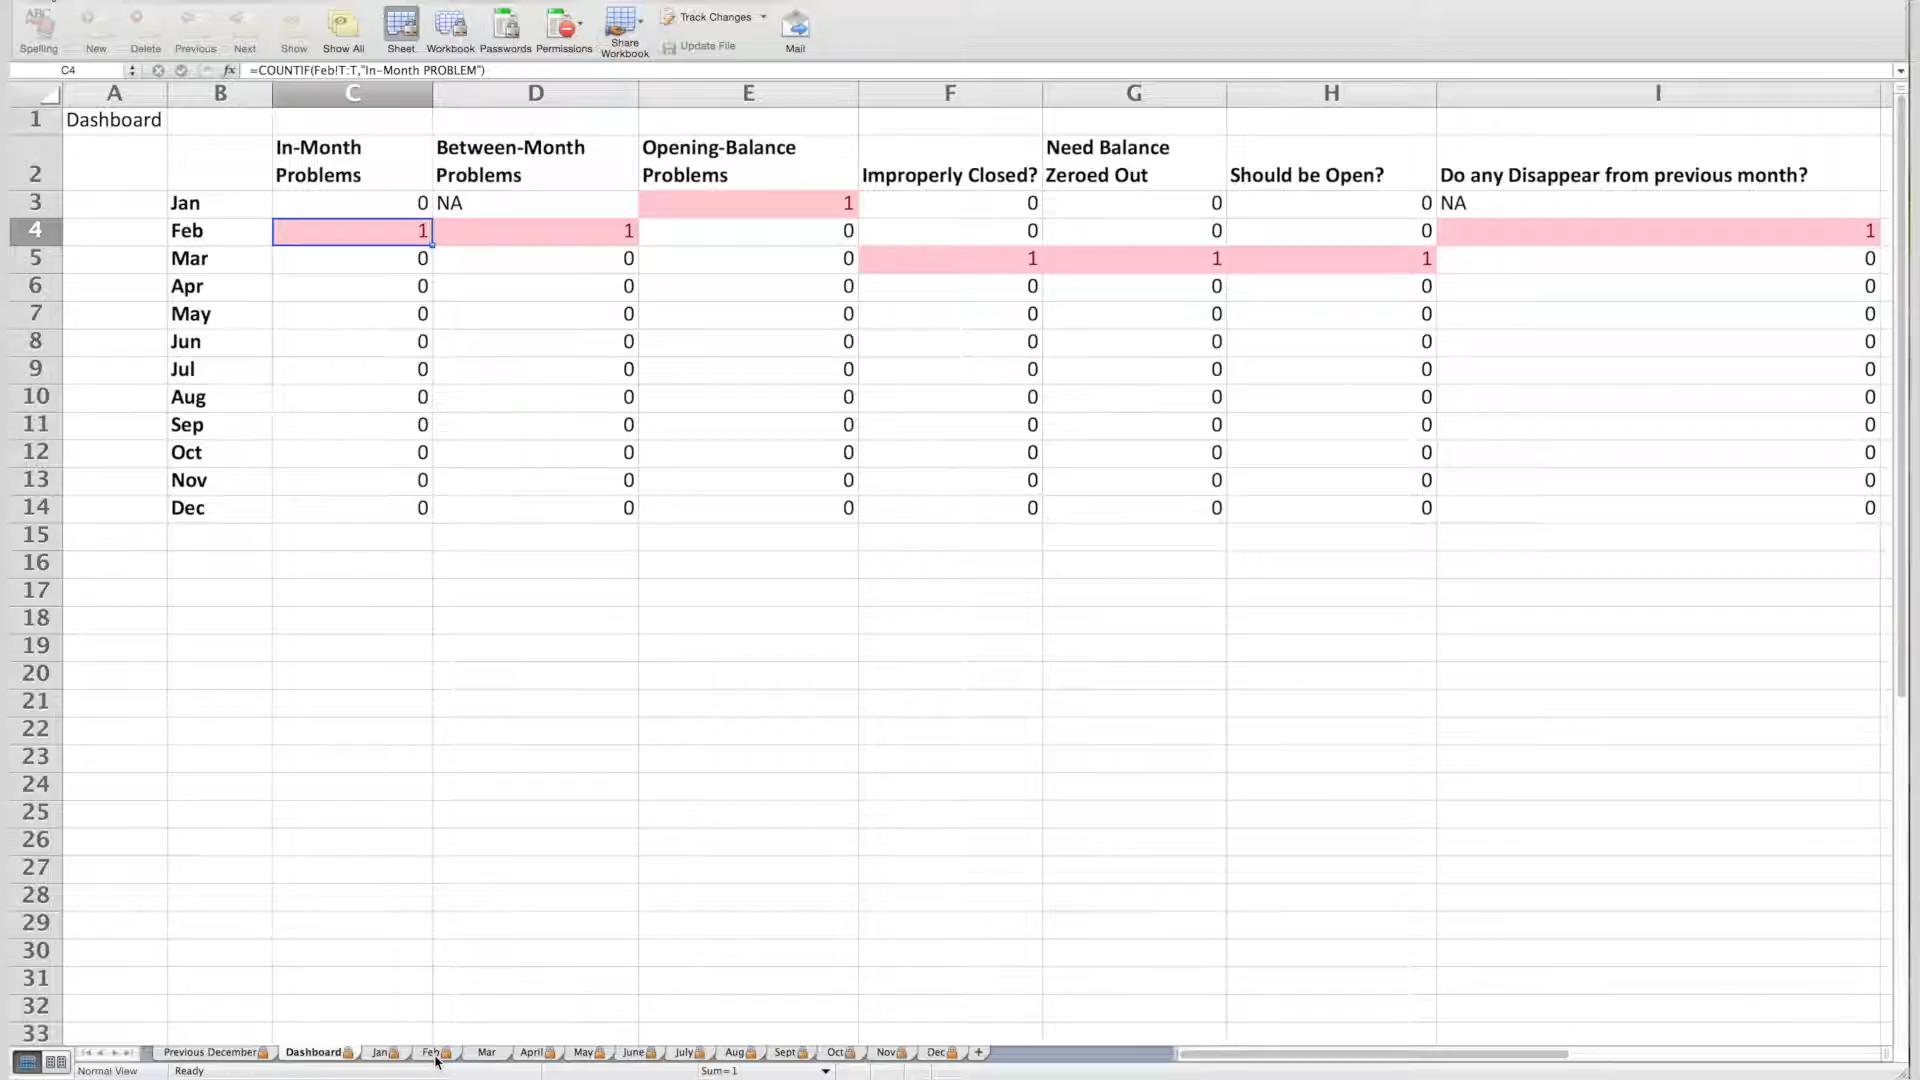 ABC
Spelling New Delete Previous Next Show Show All Sheet Workbook Passwords Permissions Share Workbook Track Changes Update File Mail
C4 fx =COUNTIF(Feb!T:T,"In-Month PROBLEM")
A B C D E F G H I
1 Dashboard
2 In-Month Problems Between-Month Problems Opening-Balance Problems Improperly Closed? Need Balance Zeroed Out Should be Open? Do any Disappear from previous month?
3 Jan 0 NA 1 0 0 0 NA
4 Feb 1 1 0 0 0 0 1
5 Mar 0 0 0 1 1 1 0
6 Apr 0 0 0 0 0 0 0
7 May 0 0 0 0 0 0 0
8 Jun 0 0 0 0 0 0 0
9 Jul 0 0 0 0 0 0 0
10 Aug 0 0 0 0 0 0 0
11 Sep 0 0 0 0 0 0 0
12 Oct 0 0 0 0 0 0 0
13 Nov 0 0 0 0 0 0 0
14 Dec 0 0 0 0 0 0 0
15
16
17
18
19
20
21
22
23
24
25
26
27
28
29
30
31
32
33
Previous December Dashboard Jan Feb Mar April May June July Aug Sept Oct Nov Dec +
Normal View Ready Sum=1